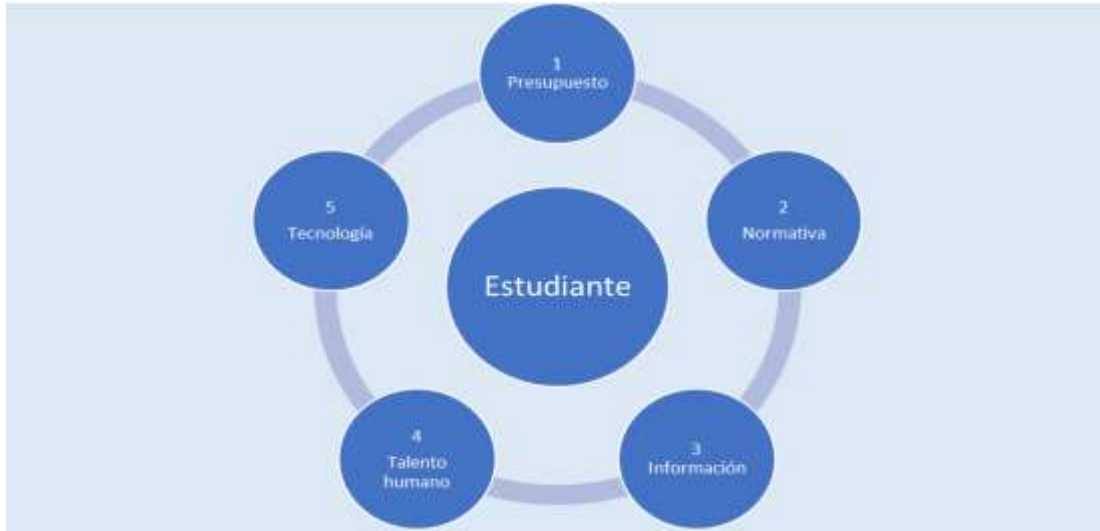 1
Presupuesto
2
Normativa
3
Información
4
Talento
humano
5
Tecnología
Estudiante